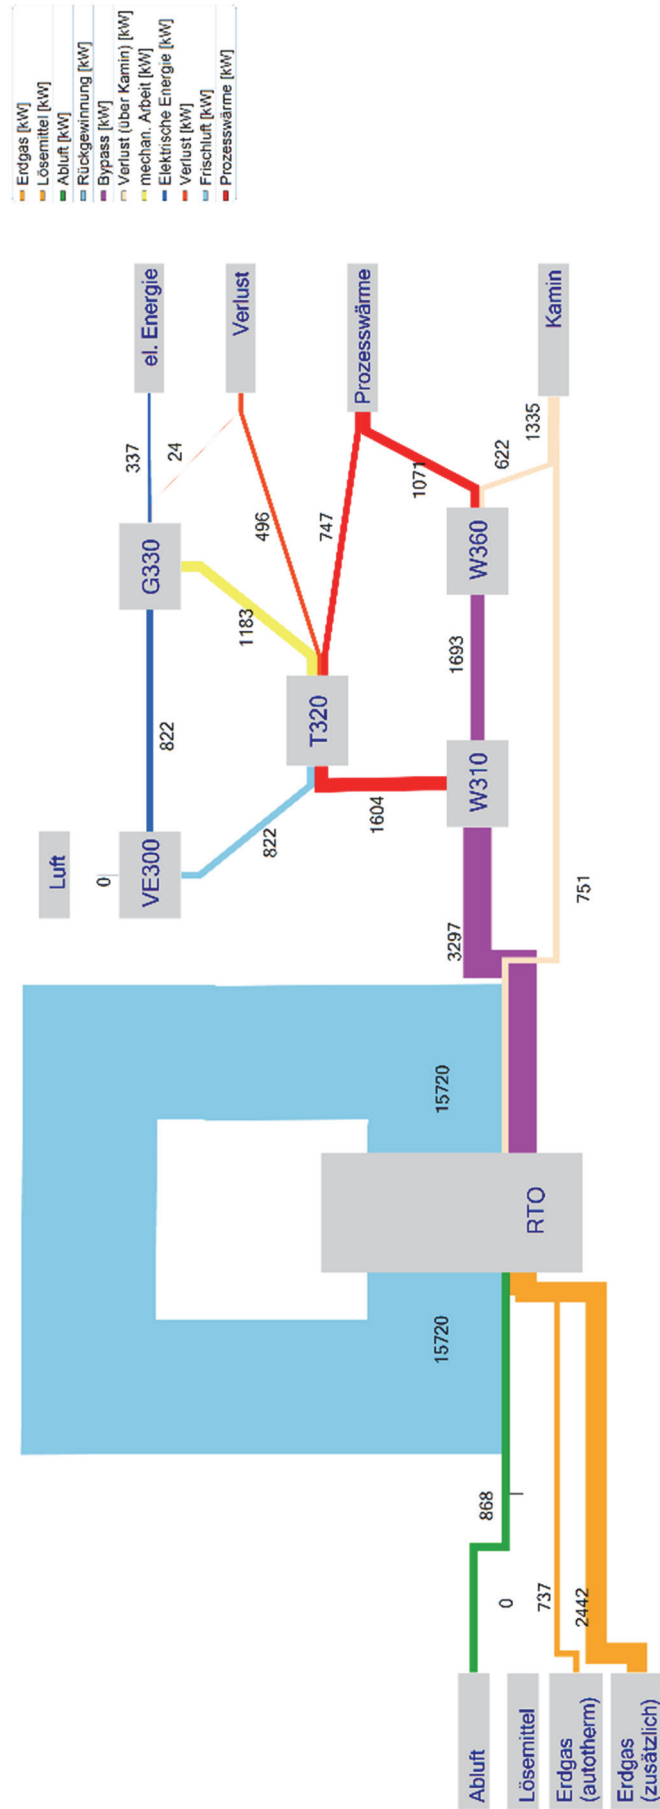 Erdgas [kW]
Lösemittel [kW]
Abluft [kW]
Rückgewinnung [kW]
Bypass [kW]
Verlust (über Kamin) [kW]
mechan. Arbeit [kW]
Elektrische Energie [kW]
Verlust [kW]
Frischluft [kW]
Prozesswärme [kW]
Luft
0
VE300
822
G330
337
el. Energie
24
Verlust
1183
496
822
T320
747
Prozesswärme
1604
1071
3297
W310
1693
W360
622
1335
Kamin
751
15720
15720
RTO
868
Abluft
0
Lösemittel
737
Erdgas
(autotherm)
2442
Erdgas
(zusätzlich)